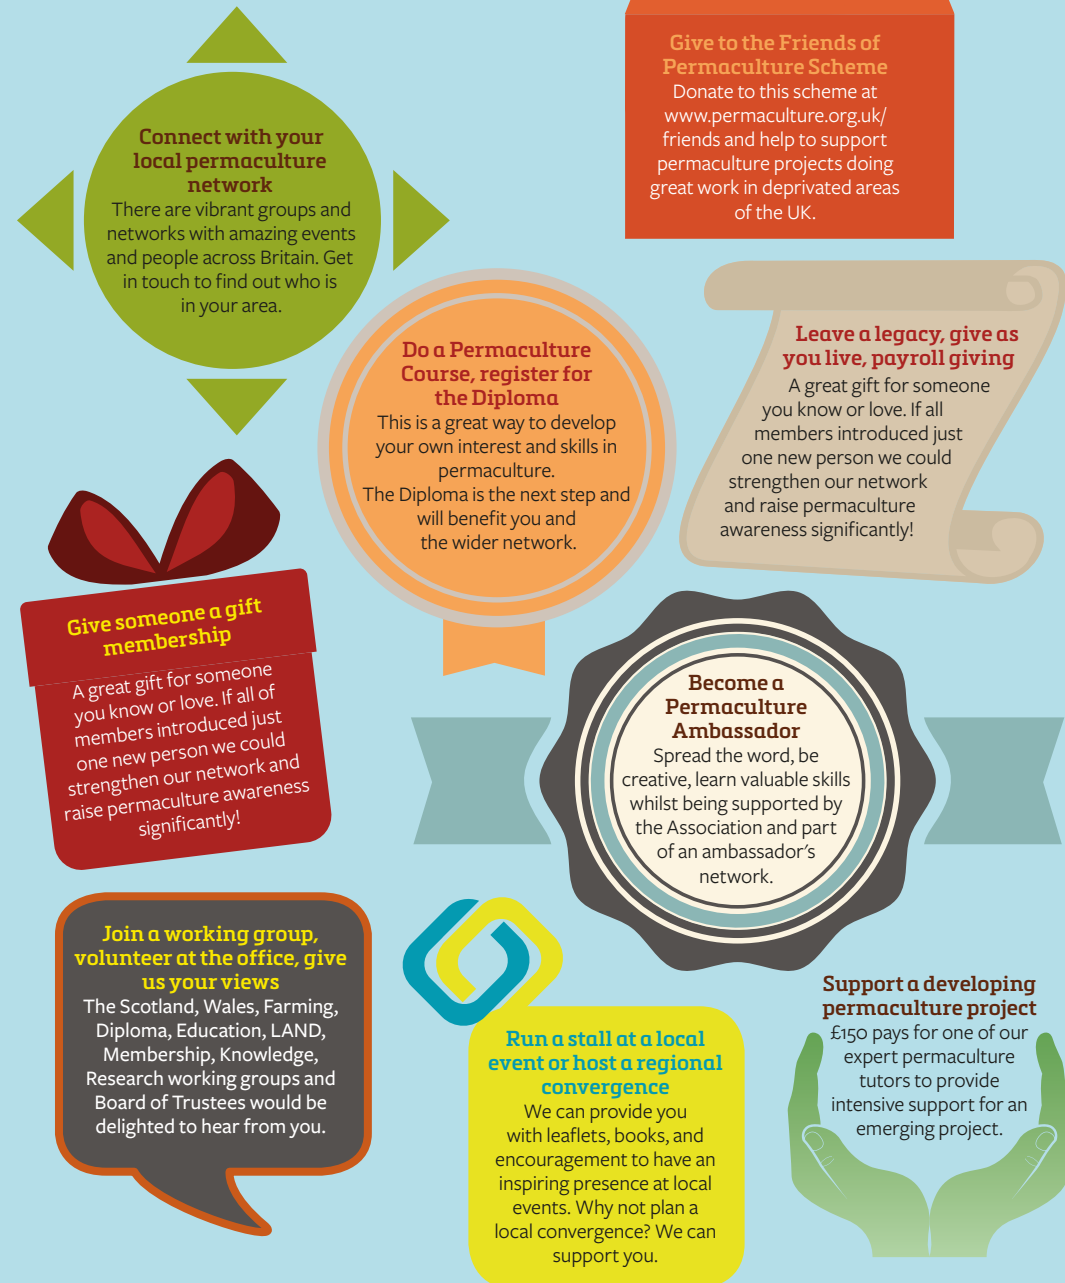 Connect with your
local permaculture
network
There are vibrant groups and
networks with amazing events
and people across Britain. Get
in touch to find out who is
in your area.
Give to the Friends of
Permaculture Scheme
Donate to this scheme at
www.permaculture.org.uk/
friends and help to support
permaculture projects doing
great work in deprivated areas
of the UK.
Do a Permaculture
Course, register for
the Diploma
This is a great way to develop
your own interest and skills in
permaculture.
The Diploma is the next step and
will benefit you and
the wider network.
Leave a legacy, give as
you live, payroll giving
A great gift for someone
you know or love. If all
members introduced just
one new person we could
strengthen our network
and raise permaculture
awareness significantly!
Give someone a gift
membership
A great gift for someone
you know or love. If all of
members introduced just
one new person we could
strengthen our network and
raise permaculture awareness
significantly!
Become a
Permaculture
Ambassador
Spread the word, be
creative, learn valuable skills
whilst being supported by
the Association and part
of an ambassador's
network.
Join a working group,
volunteer at the office, give
us your views
The Scotland, Wales, Farming,
Diploma, Education, LAND,
Membership, Knowledge,
Research working groups and
Board of Trustees would be
delighted to hear from you.
Run a stall at a local
event or host a regional
convergence
We can provide you
with leaflets, books, and
encouragement to have an
inspiring presence at local
events. Why not plan a
local convergence? We can
support you.
Support a developing
permaculture project
£150 pays for one of our
expert permaculture
tutors to provide
intensive support for an
emerging project.